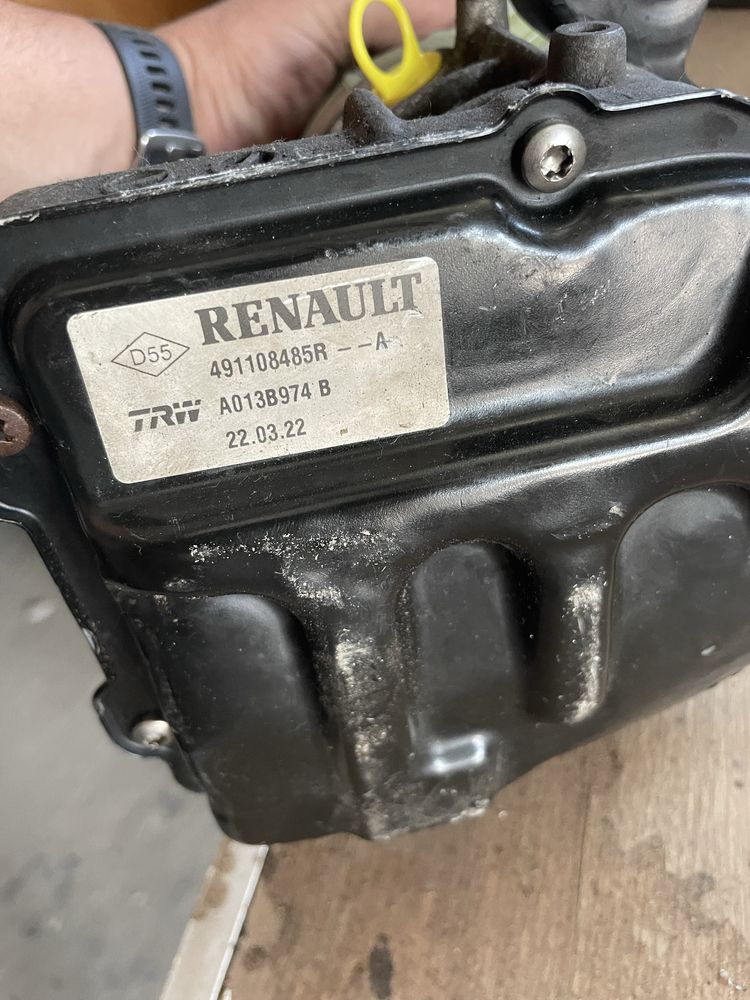 RENAULT
D55
491108485R --A
TRW A013B974 B
22.03.22